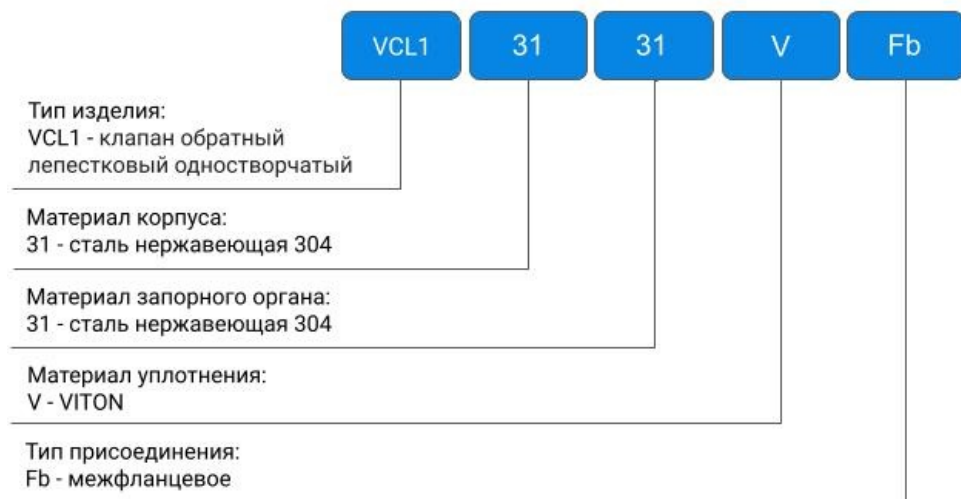 VCL1 31 31 V Fb
Тип изделия:
VCL1 - клапан обратный
лепестковый одностворчатый
Материал корпуса:
31 - сталь нержавеющая 304
Материал запорного органа:
31 - сталь нержавеющая 304
Материал уплотнения:
V - VITON
Тип присоединения:
Fb - межфланцевое